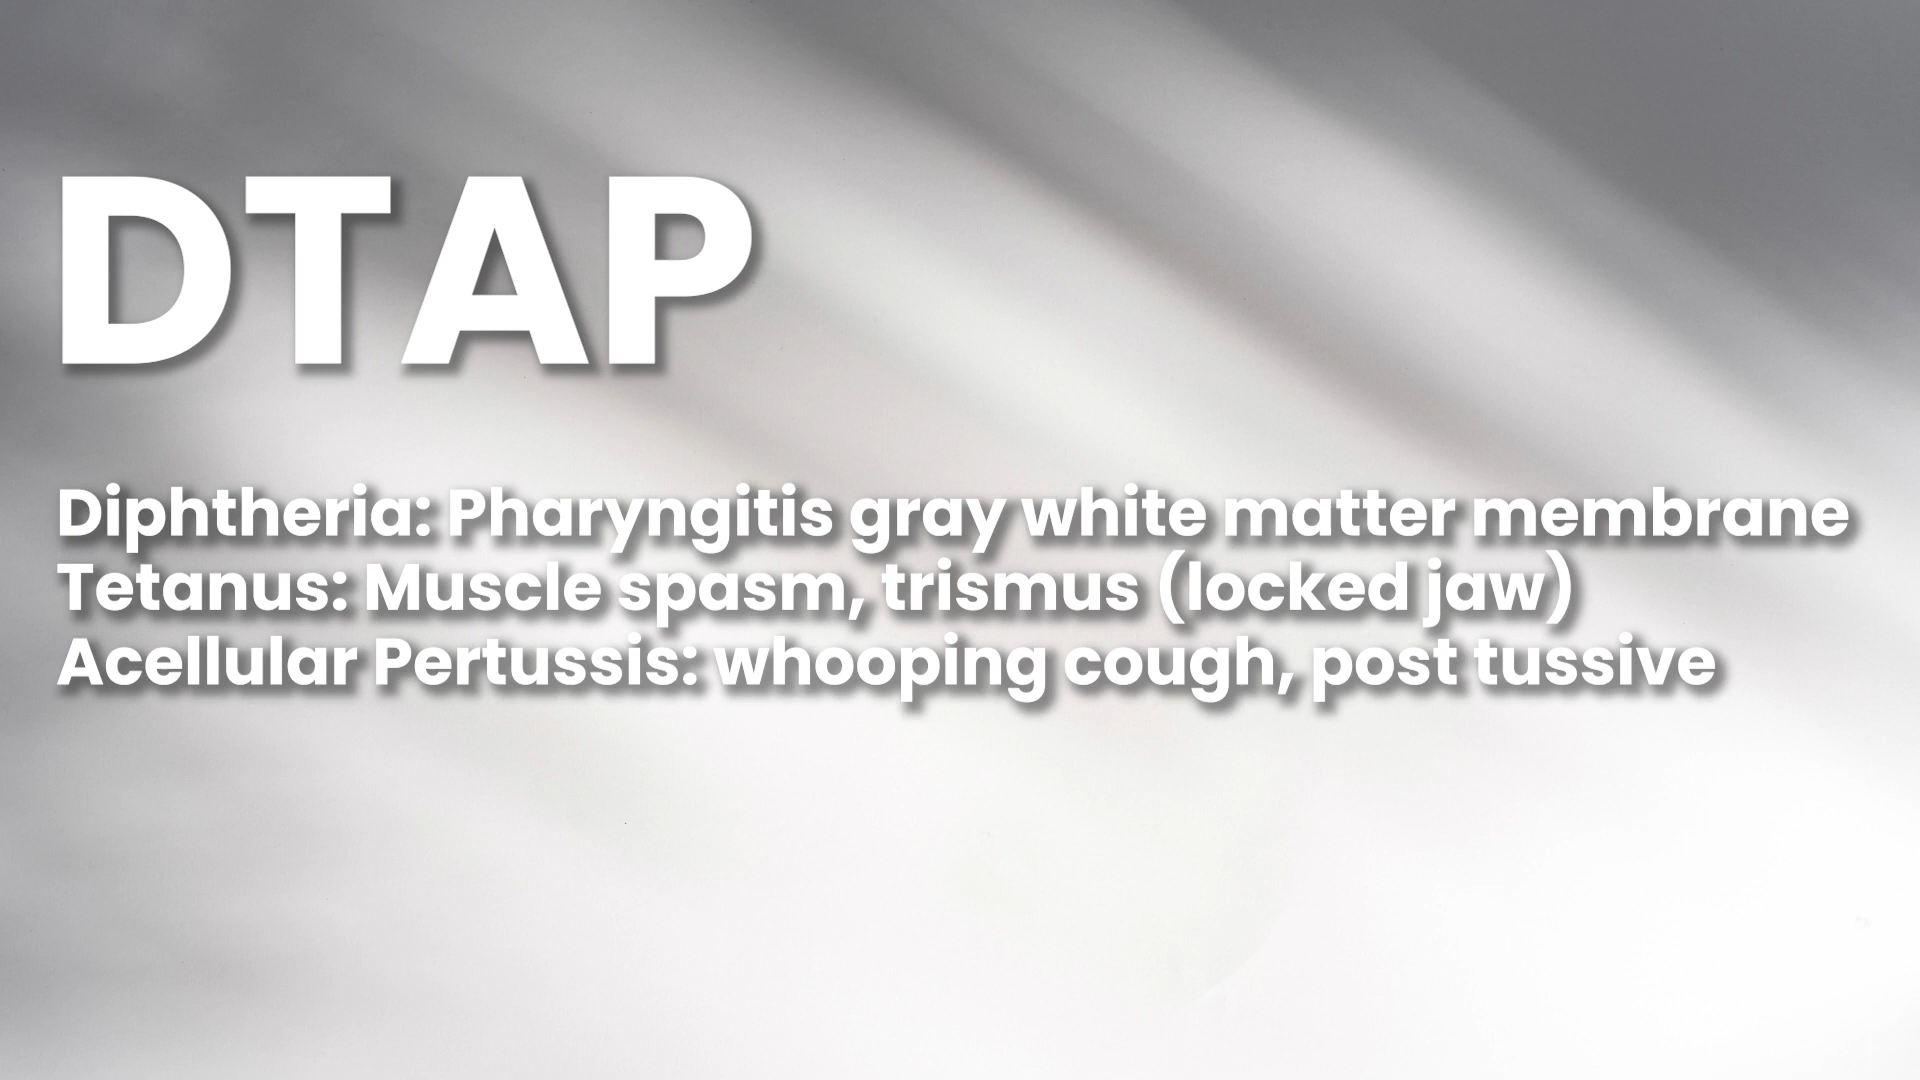 DTAP
Diphtheria: Pharyngitis gray white matter membrane
Tetanus: Muscle spasm, trismus (locked jaw)
Acellular Pertussis: whooping cough, post tussive